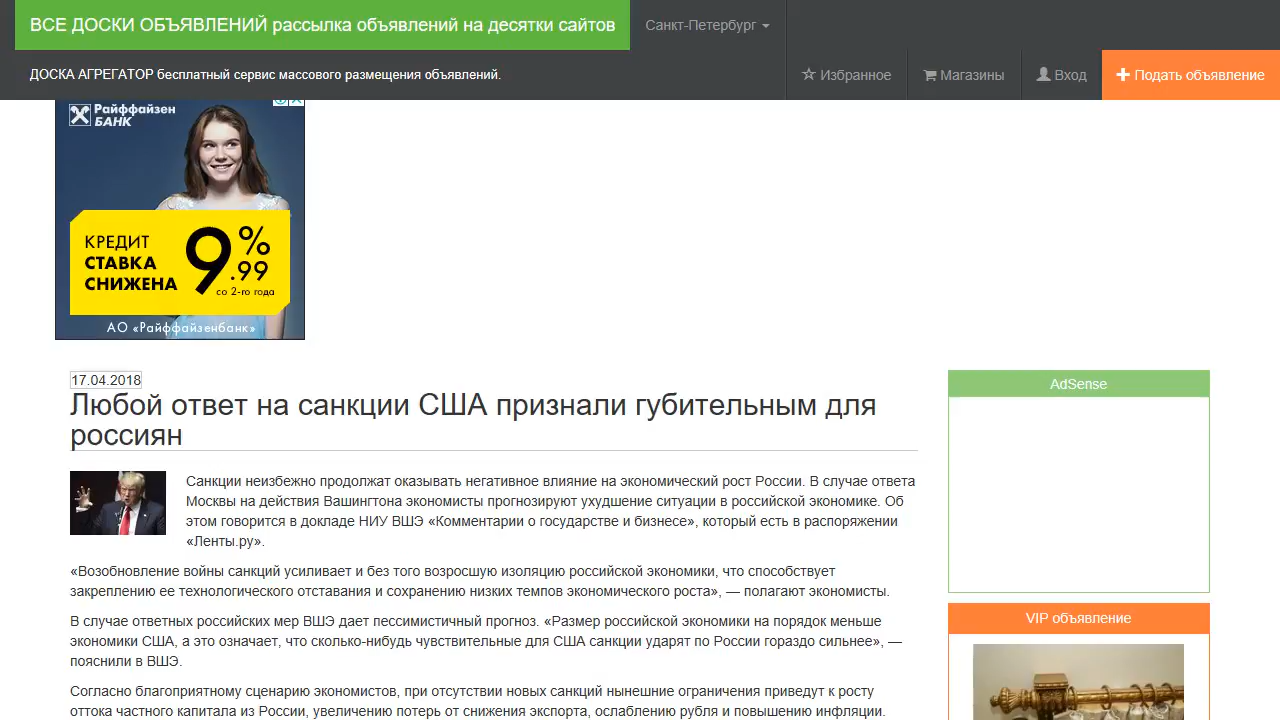 ВСЕ ДОСКИ ОБЪЯВЛЕНИЙ рассылка объявлений на десятки сайтов
Санкт-Петербург
ДОСКА АГРЕГАТОР бесплатный сервис массового размещения объявлений.
Избранное
Магазины
Вход
Подать объявление
Райффайзен
БАНК
КРЕДИТ
СТАВКА
СНИЖЕНА
9.99%
со 2-го года
АО «Райффайзенбанк»
17.04.2018
Любой ответ на санкции США признали губительным для
россиян
Санкции неизбежно продолжат оказывать негативное влияние на экономический рост России. В случае ответа
Москвы на действия Вашингтона экономисты прогнозируют ухудшение ситуации в российской экономике. Об
этом говорится в докладе НИУ ВШЭ «Комментарии о государстве и бизнесе», который есть в распоряжении
«Ленты.ру».
«Возобновление войны санкций усиливает и без того возросшую изоляцию российской экономики, что способствует
закреплению ее технологического отставания и сохранению низких темпов экономического роста», — полагают экономисты.
В случае ответных российских мер ВШЭ дает пессимистичный прогноз. «Размер российской экономики на порядок меньше
экономики США, а это означает, что сколько-нибудь чувствительные для США санкции ударят по России гораздо сильнее», —
пояснили в ВШЭ.
Согласно благоприятному сценарию экономистов, при отсутствии новых санкций нынешние ограничения приведут к росту
оттока частного капитала из России, увеличению потерь от снижения экспорта, ослаблению рубля и повышению инфляции.
AdSense
VIP объявление